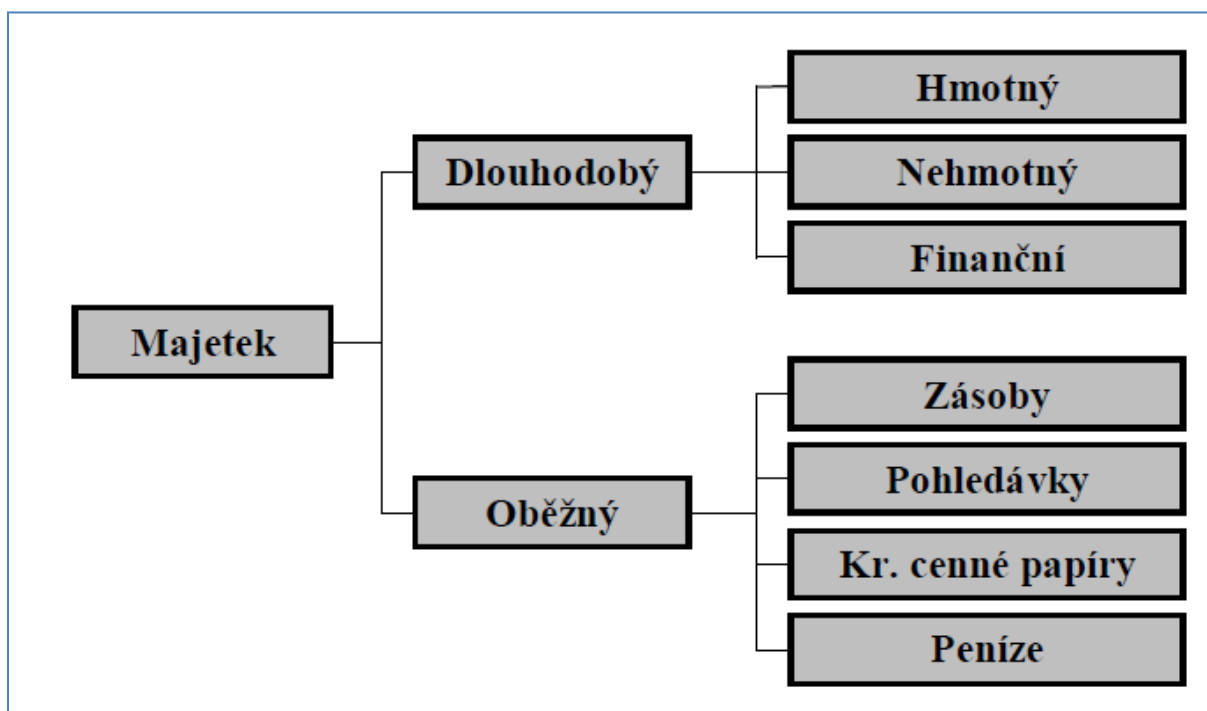 Majetek
Dlouhodobý
Hmotný
Nehmotný
Finanční
Oběžný
Zásoby
Pohledávky
Kr. cenné papíry
Peníze